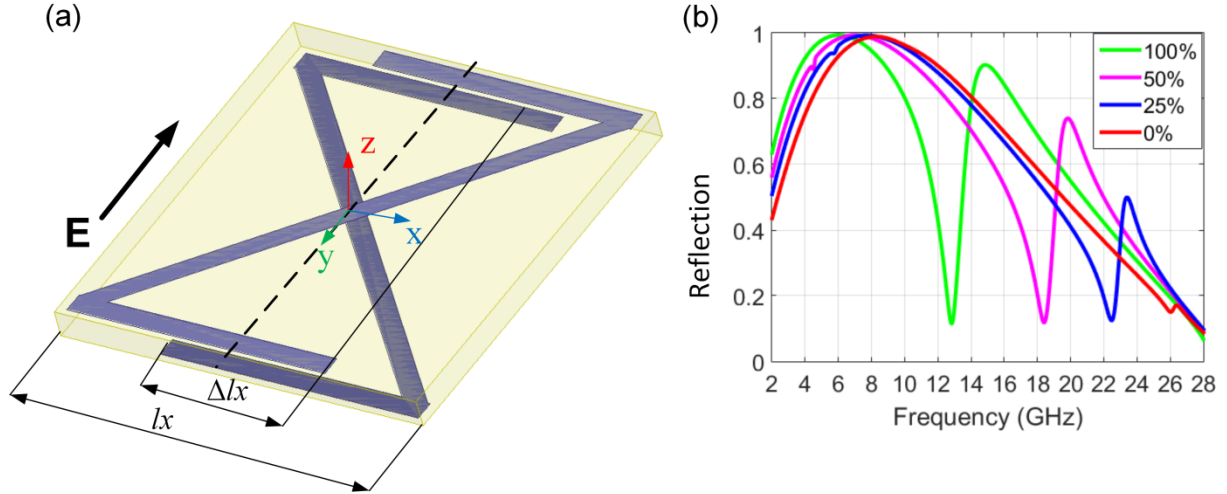 (a)
E
z
x
y
Δlx
lx
(b)
Reflection
1
0.8
0.6
0.4
0.2
0
2 4 6 8 10 12 14 16 18 20 22 24 26 28
Frequency (GHz)
100%
50%
25%
0%